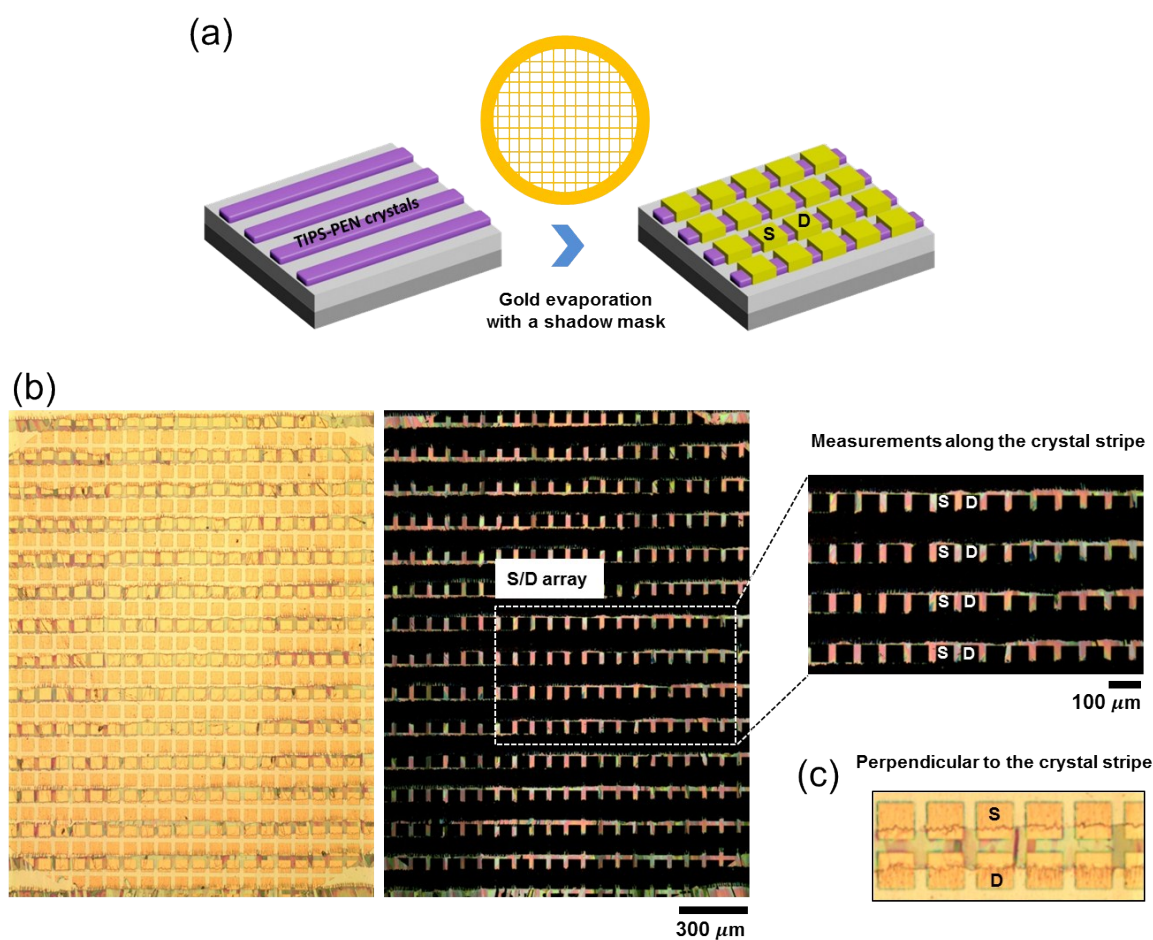 (a)
TIPS-PEN crystals
S
D
Gold evaporation
with a shadow mask
(b)
Measurements along the crystal stripe
S D
S D
S D
S D
S/D array
100 μm
(c)
Perpendicular to the crystal stripe
S
D
300 μm